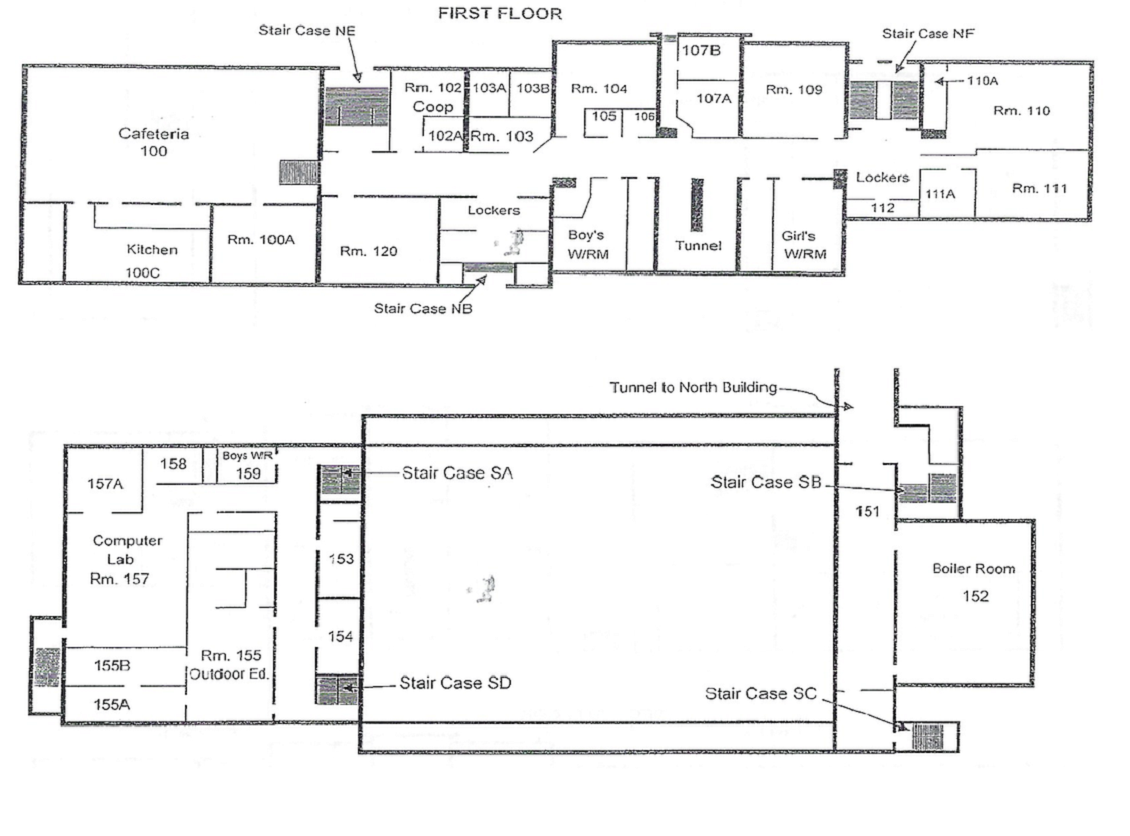 FIRST FLOOR
Stair Case NE
Stair Case NF
107B
Rm. 102
Coop
103A
103B
Rm. 104
107A
Rm. 109
110A
Rm. 110
Cafeteria
100
102A
Rm. 103
105
106
Lockers
Rm. 111
111A
112
Lockers
Rm. 100A
Kitchen
100C
Rm. 120
Boy's
W/RM
Tunnel
Girl's
W/RM
Stair Case NB
Tunnel to North Building
157A
158
Boys W/R
159
Stair Case SA
Stair Case SB
151
Computer
Lab
Rm. 157
153
Boiler Room
152
154
155B
Rm. 155
Outdoor Ed.
155A
Stair Case SD
Stair Case SC